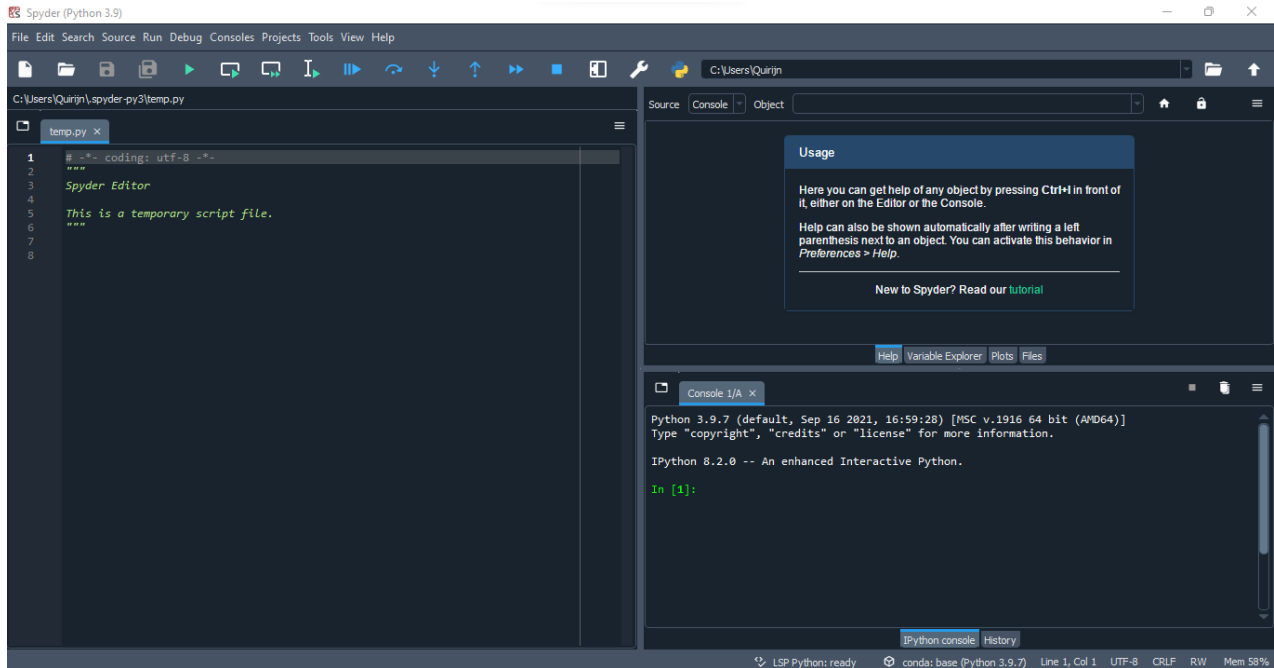 Spyder (Python 3.9)
File Edit Search Source Run Debug Consoles Projects Tools View Help
C:\Users\Quirijn
C:\Users\Quirijn\.spyder-py3\temp.py
temp.py
1 # -*- coding: utf-8 -*-
2 """
3 Spyder Editor
4
5 This is a temporary script file.
6 """
7
8
Source Console Object
Usage
Here you can get help of any object by pressing Ctrl+I in front of
it, either on the Editor or the Console.
Help can also be shown automatically after writing a left
parenthesis next to an object. You can activate this behavior in
Preferences > Help.
New to Spyder? Read our tutorial
Help Variable Explorer Plots Files
Console 1/A
Python 3.9.7 (default, Sep 16 2021, 16:59:28) [MSC v.1916 64 bit (AMD64)]
Type "copyright", "credits" or "license" for more information.
IPython 8.2.0 -- An enhanced Interactive Python.
In [1]:
IPython console History
LSP Python: ready conda: base (Python 3.9.7) Line 1, Col 1 UTF-8 CRLF RW Mem 58%